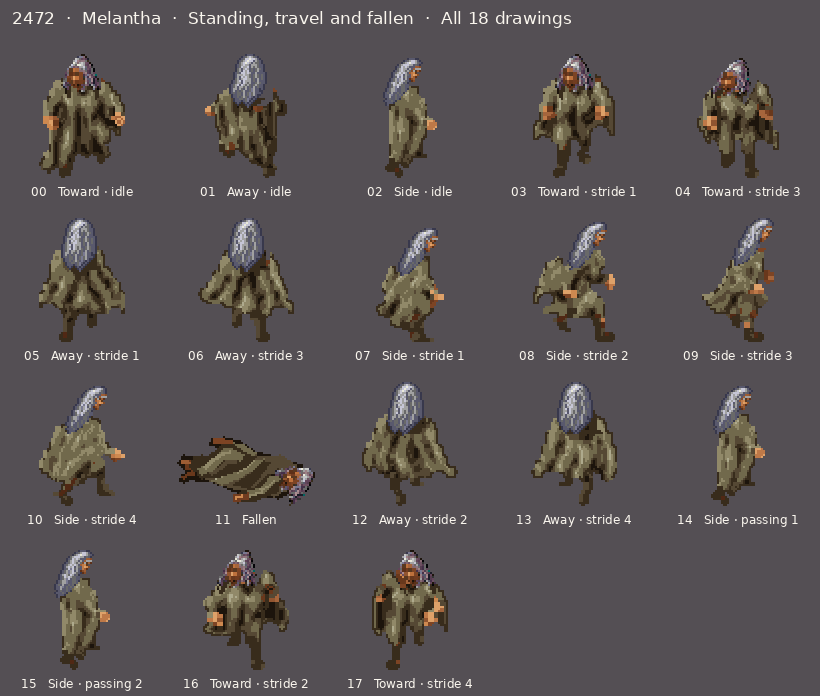 2472 · Melantha · Standing, travel and fallen · All 18 drawings
00 Toward · idle
01 Away · idle
02 Side · idle
03 Toward · stride 1
04 Toward · stride 3
05 Away · stride 1
06 Away · stride 3
07 Side · stride 1
08 Side · stride 2
09 Side · stride 3
10 Side · stride 4
11 Fallen
12 Away · stride 2
13 Away · stride 4
14 Side · passing 1
15 Side · passing 2
16 Toward · stride 2
17 Toward · stride 4